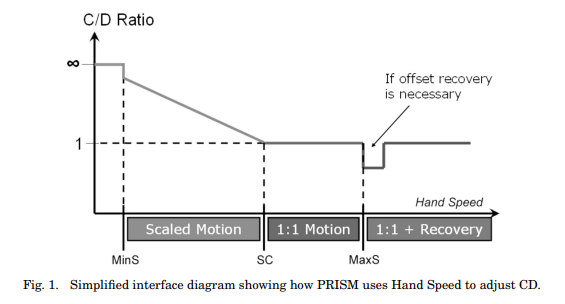 C/D Ratio
∞
If offset recovery
is necessary
1
Hand Speed
Scaled Motion
1:1 Motion
1:1 + Recovery
MinS
SC
MaxS
Fig. 1. Simplified interface diagram showing how PRISM uses Hand Speed to adjust CD.